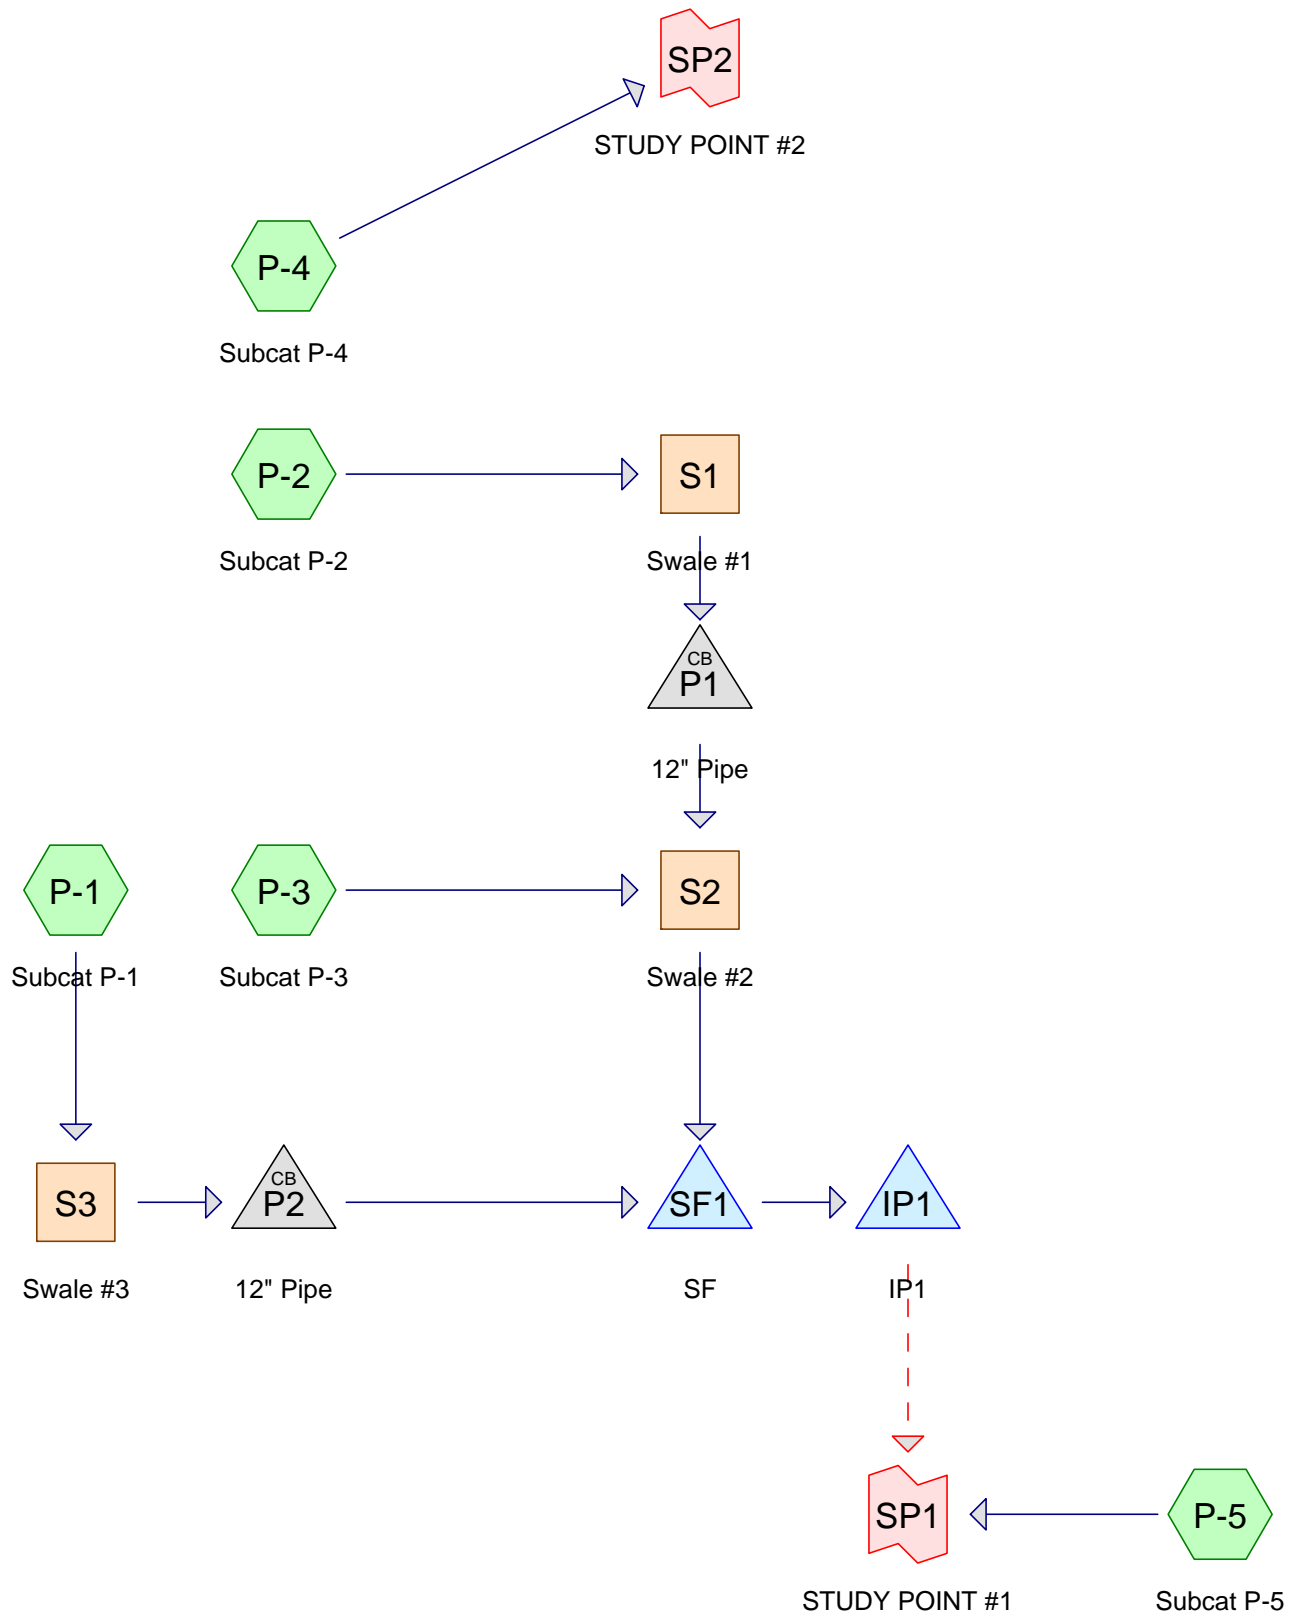 SP2
STUDY POINT #2
P-4
Subcat P-4
P-2
S1
Subcat P-2
Swale #1
CB
P1
12" Pipe
P-1
P-3
S2
Subcat P-1
Subcat P-3
Swale #2
S3
CB
P2
SF1
IP1
Swale #3
12" Pipe
SF
IP1
SP1
P-5
STUDY POINT #1
Subcat P-5